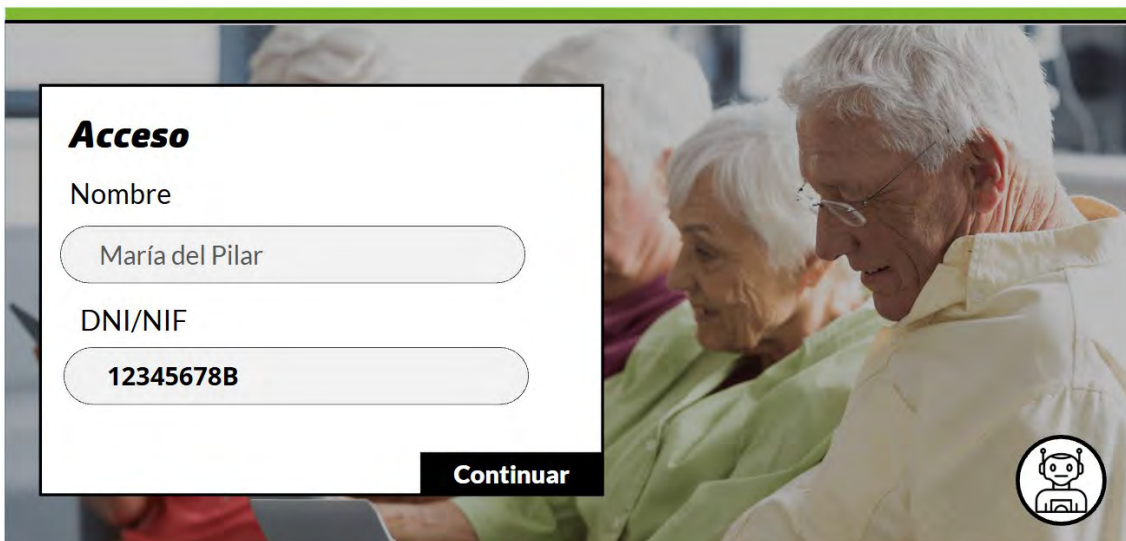 Acceso
Nombre
María del Pilar
DNI/NIF
12345678B
Continuar